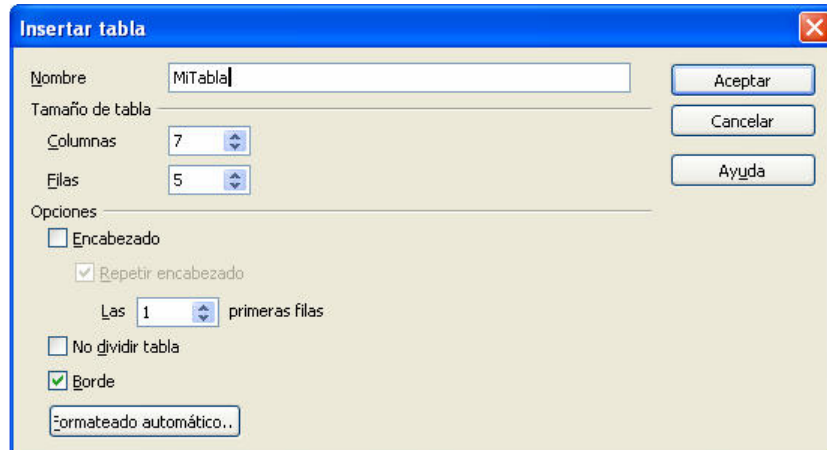 Insertar tabla
Nombre MiTabla Aceptar
Tamaño de tabla Cancelar
Columnas 7
Filas 5 Ayuda
Opciones
Encabezado
Repetir encabezado
Las 1 primeras filas
No dividir tabla
Borde
Formateado automático..